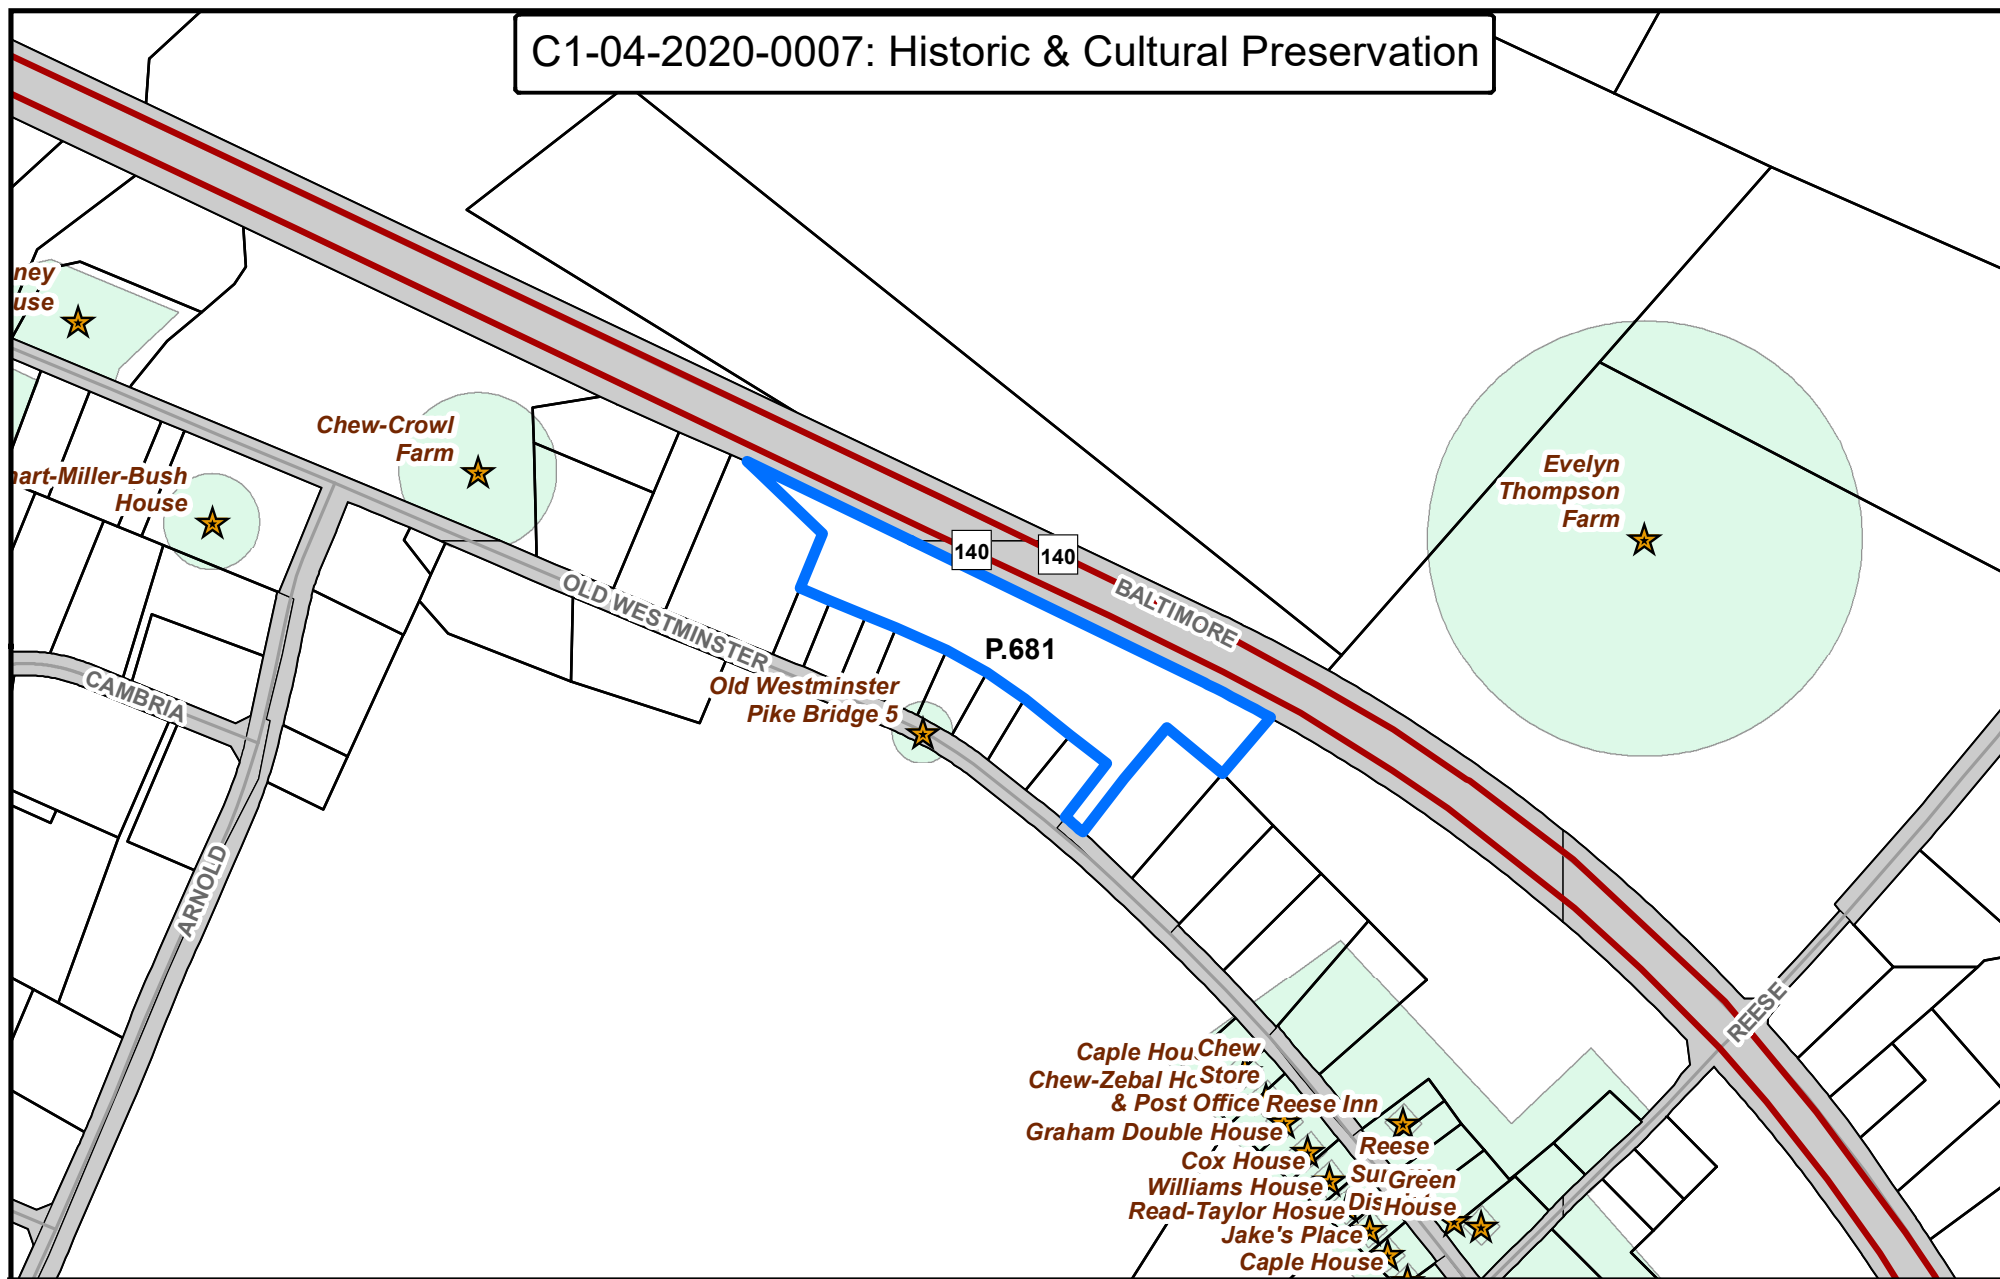 C1-04-2020-0007: Historic & Cultural Preservation
ney
use
Chew-Crowl
Farm
hart-Miller-Bush
House
Evelyn
Thompson
Farm
140
140
BALTIMORE
OLD WESTMINSTER
P.681
Old Westminster
Pike Bridge 5
CAMBRIA
ARNOLD
REESE
Caple Hou
Chew
Store
Chew-Zebal Ho
& Post Office
Reese Inn
Graham Double House
Reese
Cox House
Green
House
Williams House
Read-Taylor Hosue
Jake's Place
Caple House